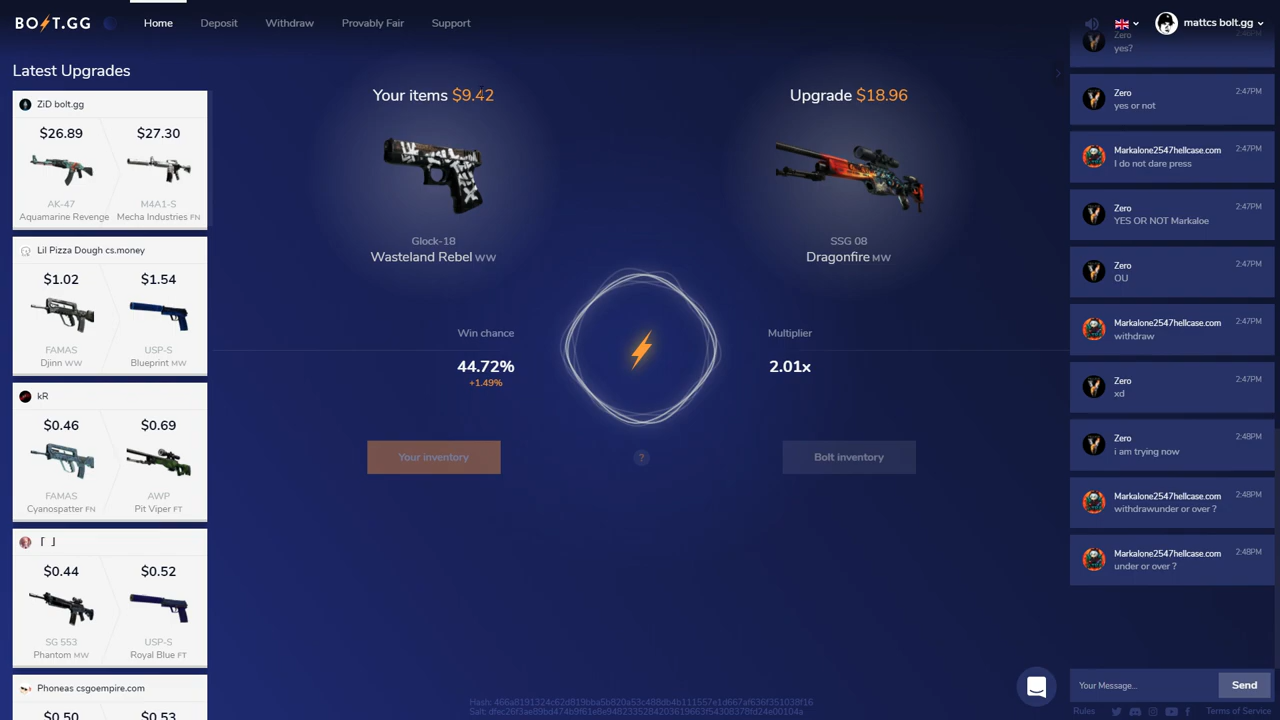 BOLT.GG
Home
Deposit
Withdraw
Provably Fair
Support
mattcs bolt.gg
Latest Upgrades
ZiD bolt.gg
$26.89
$27.30
AK-47
M4A1-S
Aquamarine Revenge
Mecha Industries FN
Lil Pizza Dough cs.money
$1.02
$1.54
FAMAS
USP-S
Djinn WW
Blueprint MW
kR
$0.46
$0.69
FAMAS
AWP
Cyanospatter FN
Pit Viper FT
「 」
$0.44
$0.52
SG 553
USP-S
Phantom MW
Royal Blue FT
Phoneas csgoempire.com
$0.50
$0.53
Your items $9.42
Glock-18
Wasteland Rebel WW
Upgrade $18.96
SSG 08
Dragonfire MW
Win chance
44.72%
+1.49%
Multiplier
2.01x
Your inventory
?
Bolt inventory
Zero
2:46PM
yes?
Zero
2:47PM
yes or not
Markalone2547hellcase.com
2:47PM
I do not dare press
Zero
2:47PM
YES OR NOT Markaloe
Zero
2:47PM
OU
Markalone2547hellcase.com
2:47PM
withdraw
Zero
2:47PM
xd
Zero
2:48PM
i am trying now
Markalone2547hellcase.com
2:48PM
withdrawunder or over ?
Markalone2547hellcase.com
2:48PM
under or over ?
Your Message...
Send
Rules
Terms of Service